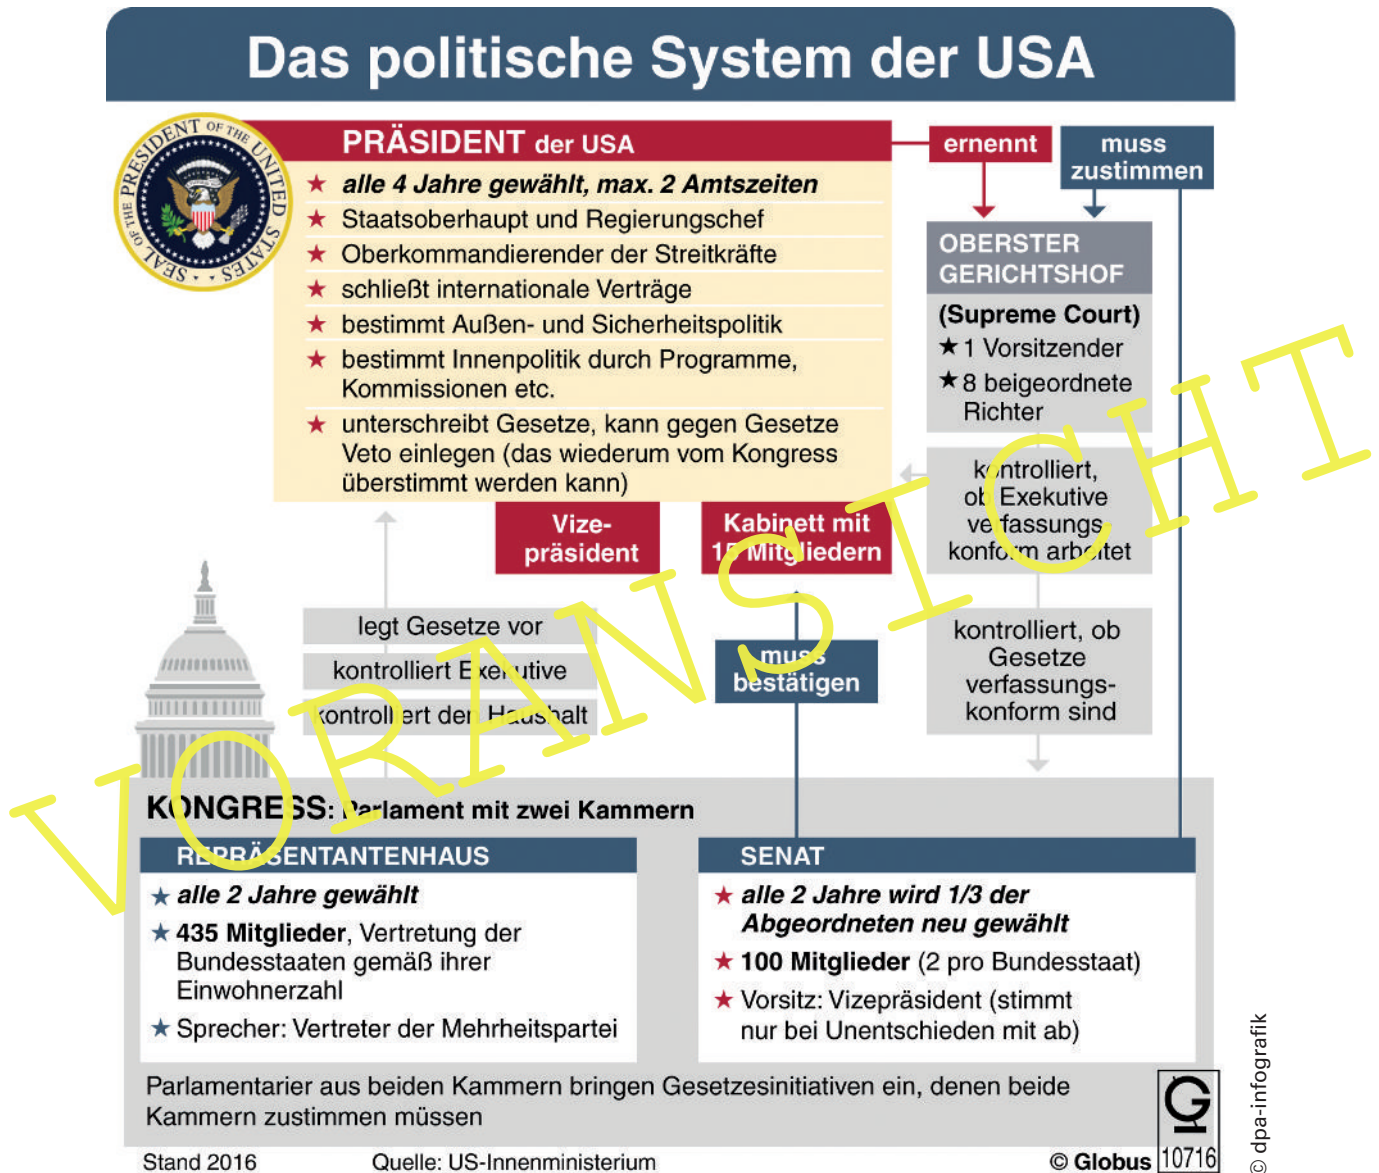 Das politische System der USA
SEAL OF THE PRESIDENT OF THE UNITED STATES
PRÄSIDENT der USA
alle 4 Jahre gewählt, max. 2 Amtszeiten
Staatsoberhaupt und Regierungschef
Oberkommandierender der Streitkräfte
schließt internationale Verträge
bestimmt Außen- und Sicherheitspolitik
bestimmt Innenpolitik durch Programme,
Kommissionen etc.
unterschreibt Gesetze, kann gegen Gesetze
Veto einlegen (das wiederum vom Kongress
überstimmt werden kann)
Vize-
präsident
Kabinett mit
15 Mitgliedern
ernennt
muss
zustimmen
OBERSTER
GERICHTSHOF
(Supreme Court)
1 Vorsitzender
8 beigeordnete
Richter
kontrolliert,
ob Exekutive
verfassungs-
konform arbeitet
kontrolliert, ob
Gesetze
verfassungs-
konform sind
legt Gesetze vor
kontrolliert Exekutive
kontrolliert den Haushalt
muss
bestätigen
VORANSICHT
KONGRESS: Parlament mit zwei Kammern
REPRÄSENTANTENHAUS
alle 2 Jahre gewählt
435 Mitglieder, Vertretung der
Bundesstaaten gemäß ihrer
Einwohnerzahl
Sprecher: Vertreter der Mehrheitspartei
SENAT
alle 2 Jahre wird 1/3 der
Abgeordneten neu gewählt
100 Mitglieder (2 pro Bundesstaat)
Vorsitz: Vizepräsident (stimmt
nur bei Unentschieden mit ab)
Parlamentarier aus beiden Kammern bringen Gesetzesinitiativen ein, denen beide
Kammern zustimmen müssen
Stand 2016
Quelle: US-Innenministerium
© Globus
G
10716
© dpa-infografik